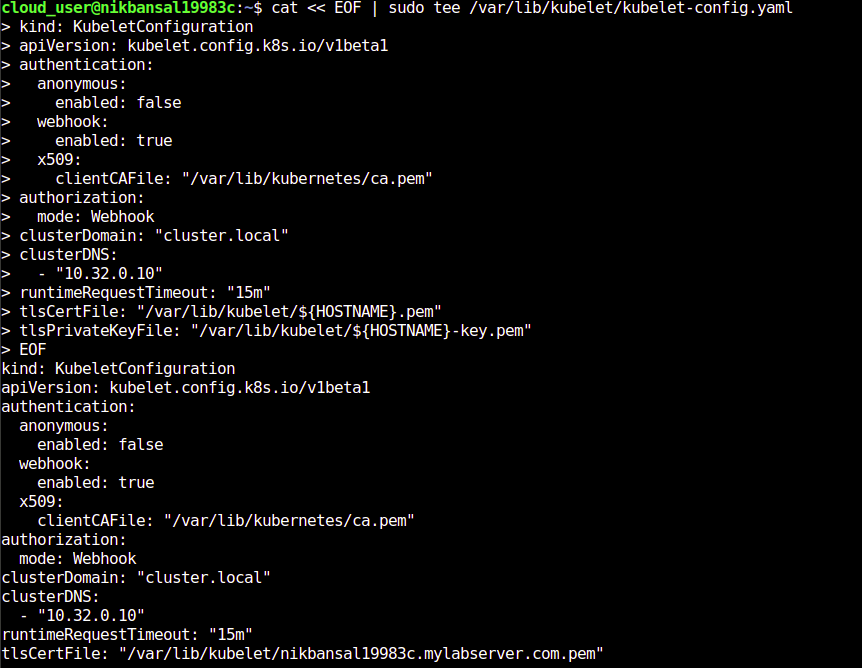 cloud_user@nikbansal19983c:~$ cat << EOF | sudo tee /var/lib/kubelet/kubelet-config.yaml
> kind: KubeletConfiguration
> apiVersion: kubelet.config.k8s.io/v1beta1
> authentication:
>   anonymous:
>     enabled: false
>   webhook:
>     enabled: true
>   x509:
>     clientCAFile: "/var/lib/kubernetes/ca.pem"
> authorization:
>   mode: Webhook
> clusterDomain: "cluster.local"
> clusterDNS:
>   - "10.32.0.10"
> runtimeRequestTimeout: "15m"
> tlsCertFile: "/var/lib/kubelet/${HOSTNAME}.pem"
> tlsPrivateKeyFile: "/var/lib/kubelet/${HOSTNAME}-key.pem"
> EOF
kind: KubeletConfiguration
apiVersion: kubelet.config.k8s.io/v1beta1
authentication:
  anonymous:
    enabled: false
  webhook:
    enabled: true
  x509:
    clientCAFile: "/var/lib/kubernetes/ca.pem"
authorization:
  mode: Webhook
clusterDomain: "cluster.local"
clusterDNS:
  - "10.32.0.10"
runtimeRequestTimeout: "15m"
tlsCertFile: "/var/lib/kubelet/nikbansal19983c.mylabserver.com.pem"